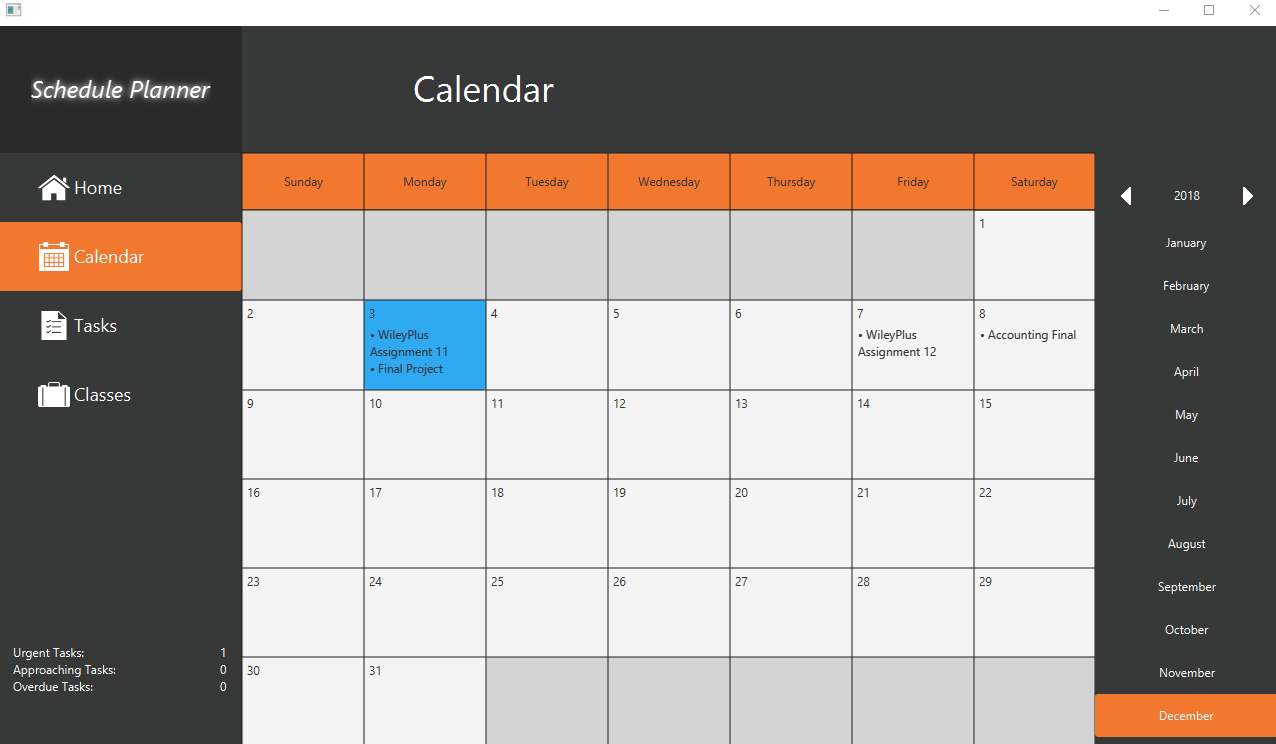 Schedule Planner
Calendar
Home
Calendar
Tasks
Classes
Urgent Tasks: 1
Approaching Tasks: 0
Overdue Tasks: 0
Sunday Monday Tuesday Wednesday Thursday Friday Saturday
1
2 3 4 5 6 7 8
• WileyPlus
Assignment 11
• Final Project
• WileyPlus
Assignment 12
• Accounting Final
9 10 11 12 13 14 15
16 17 18 19 20 21 22
23 24 25 26 27 28 29
30 31
2018
January
February
March
April
May
June
July
August
September
October
November
December